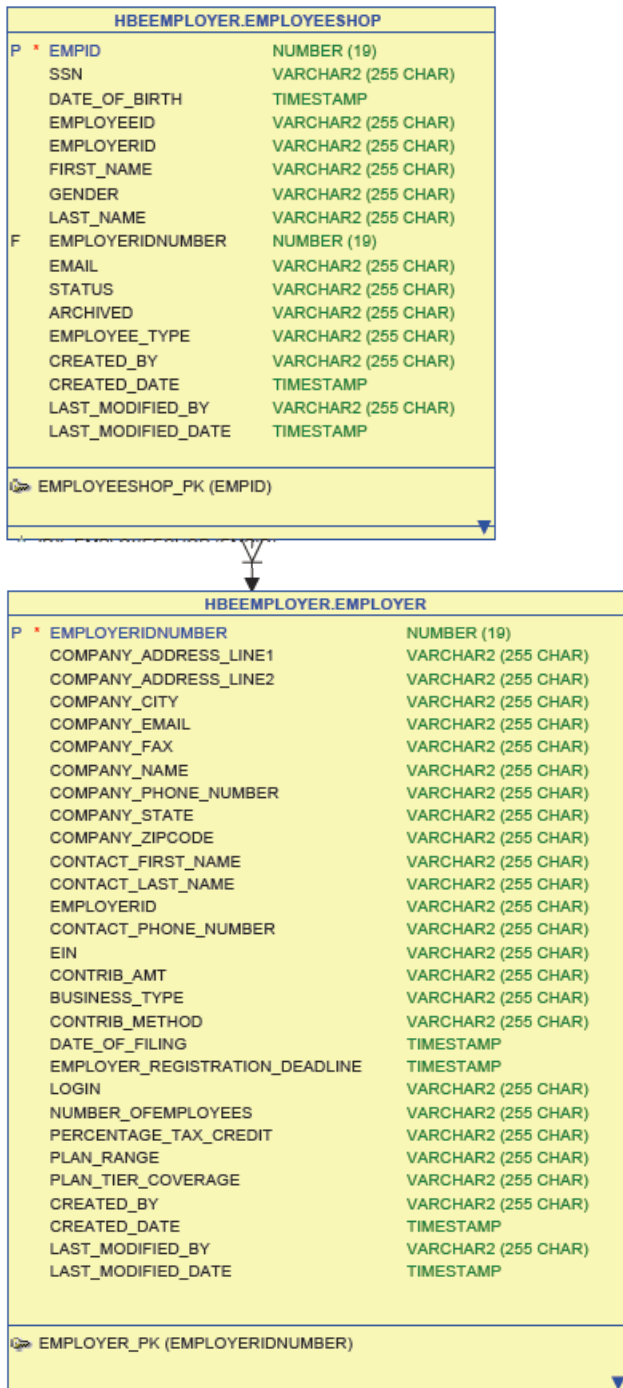 HBEEMPLOYER.EMPLOYEESHOP
P * EMPID NUMBER (19)
SSN VARCHAR2 (255 CHAR)
DATE_OF_BIRTH TIMESTAMP
EMPLOYEEID VARCHAR2 (255 CHAR)
EMPLOYERID VARCHAR2 (255 CHAR)
FIRST_NAME VARCHAR2 (255 CHAR)
GENDER VARCHAR2 (255 CHAR)
LAST_NAME VARCHAR2 (255 CHAR)
F EMPLOYERIDNUMBER NUMBER (19)
EMAIL VARCHAR2 (255 CHAR)
STATUS VARCHAR2 (255 CHAR)
ARCHIVED VARCHAR2 (255 CHAR)
EMPLOYEE_TYPE VARCHAR2 (255 CHAR)
CREATED_BY VARCHAR2 (255 CHAR)
CREATED_DATE TIMESTAMP
LAST_MODIFIED_BY VARCHAR2 (255 CHAR)
LAST_MODIFIED_DATE TIMESTAMP
EMPLOYEESHOP_PK (EMPID)
HBEEMPLOYER.EMPLOYER
P * EMPLOYERIDNUMBER NUMBER (19)
COMPANY_ADDRESS_LINE1 VARCHAR2 (255 CHAR)
COMPANY_ADDRESS_LINE2 VARCHAR2 (255 CHAR)
COMPANY_CITY VARCHAR2 (255 CHAR)
COMPANY_EMAIL VARCHAR2 (255 CHAR)
COMPANY_FAX VARCHAR2 (255 CHAR)
COMPANY_NAME VARCHAR2 (255 CHAR)
COMPANY_PHONE_NUMBER VARCHAR2 (255 CHAR)
COMPANY_STATE VARCHAR2 (255 CHAR)
COMPANY_ZIPCODE VARCHAR2 (255 CHAR)
CONTACT_FIRST_NAME VARCHAR2 (255 CHAR)
CONTACT_LAST_NAME VARCHAR2 (255 CHAR)
EMPLOYERID VARCHAR2 (255 CHAR)
CONTACT_PHONE_NUMBER VARCHAR2 (255 CHAR)
EIN VARCHAR2 (255 CHAR)
CONTRIB_AMT VARCHAR2 (255 CHAR)
BUSINESS_TYPE VARCHAR2 (255 CHAR)
CONTRIB_METHOD VARCHAR2 (255 CHAR)
DATE_OF_FILING TIMESTAMP
EMPLOYER_REGISTRATION_DEADLINE TIMESTAMP
LOGIN VARCHAR2 (255 CHAR)
NUMBER_OFEMPLOYEES VARCHAR2 (255 CHAR)
PERCENTAGE_TAX_CREDIT VARCHAR2 (255 CHAR)
PLAN_RANGE VARCHAR2 (255 CHAR)
PLAN_TIER_COVERAGE VARCHAR2 (255 CHAR)
CREATED_BY VARCHAR2 (255 CHAR)
CREATED_DATE TIMESTAMP
LAST_MODIFIED_BY VARCHAR2 (255 CHAR)
LAST_MODIFIED_DATE TIMESTAMP
EMPLOYER_PK (EMPLOYERIDNUMBER)